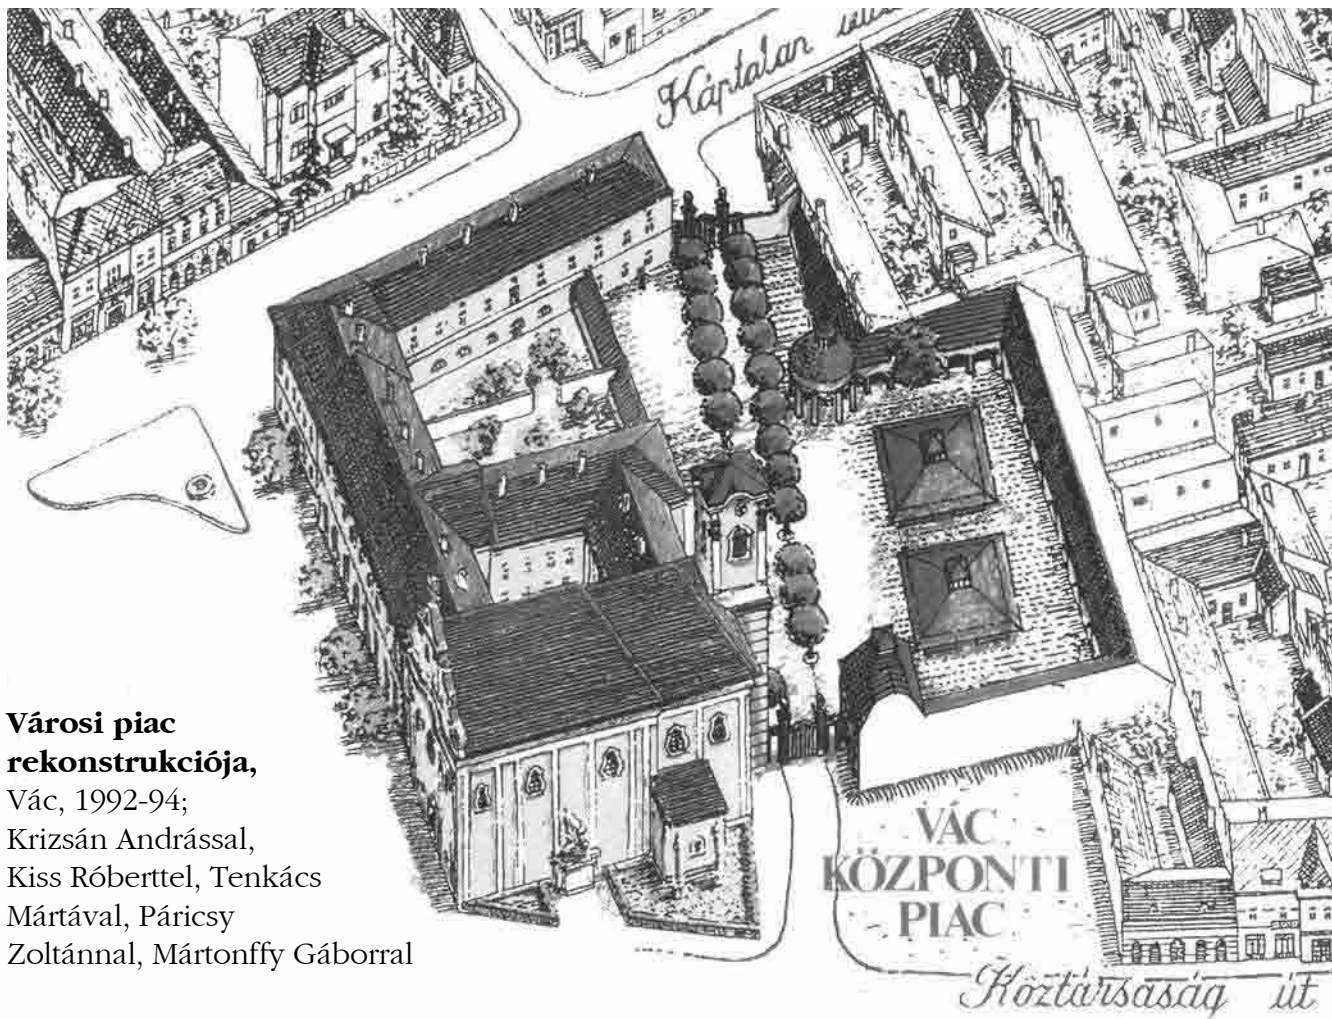 Káptalan utca
Városi piac
rekonstrukciója,
Vác, 1992-94;
Krizsán Andrással,
Kiss Róberttel, Tenkács
Mártával, Páricsy
Zoltánnal, Mártonffy Gáborral
VÁC
KÖZPONTI
PIAC
Köztársaság út